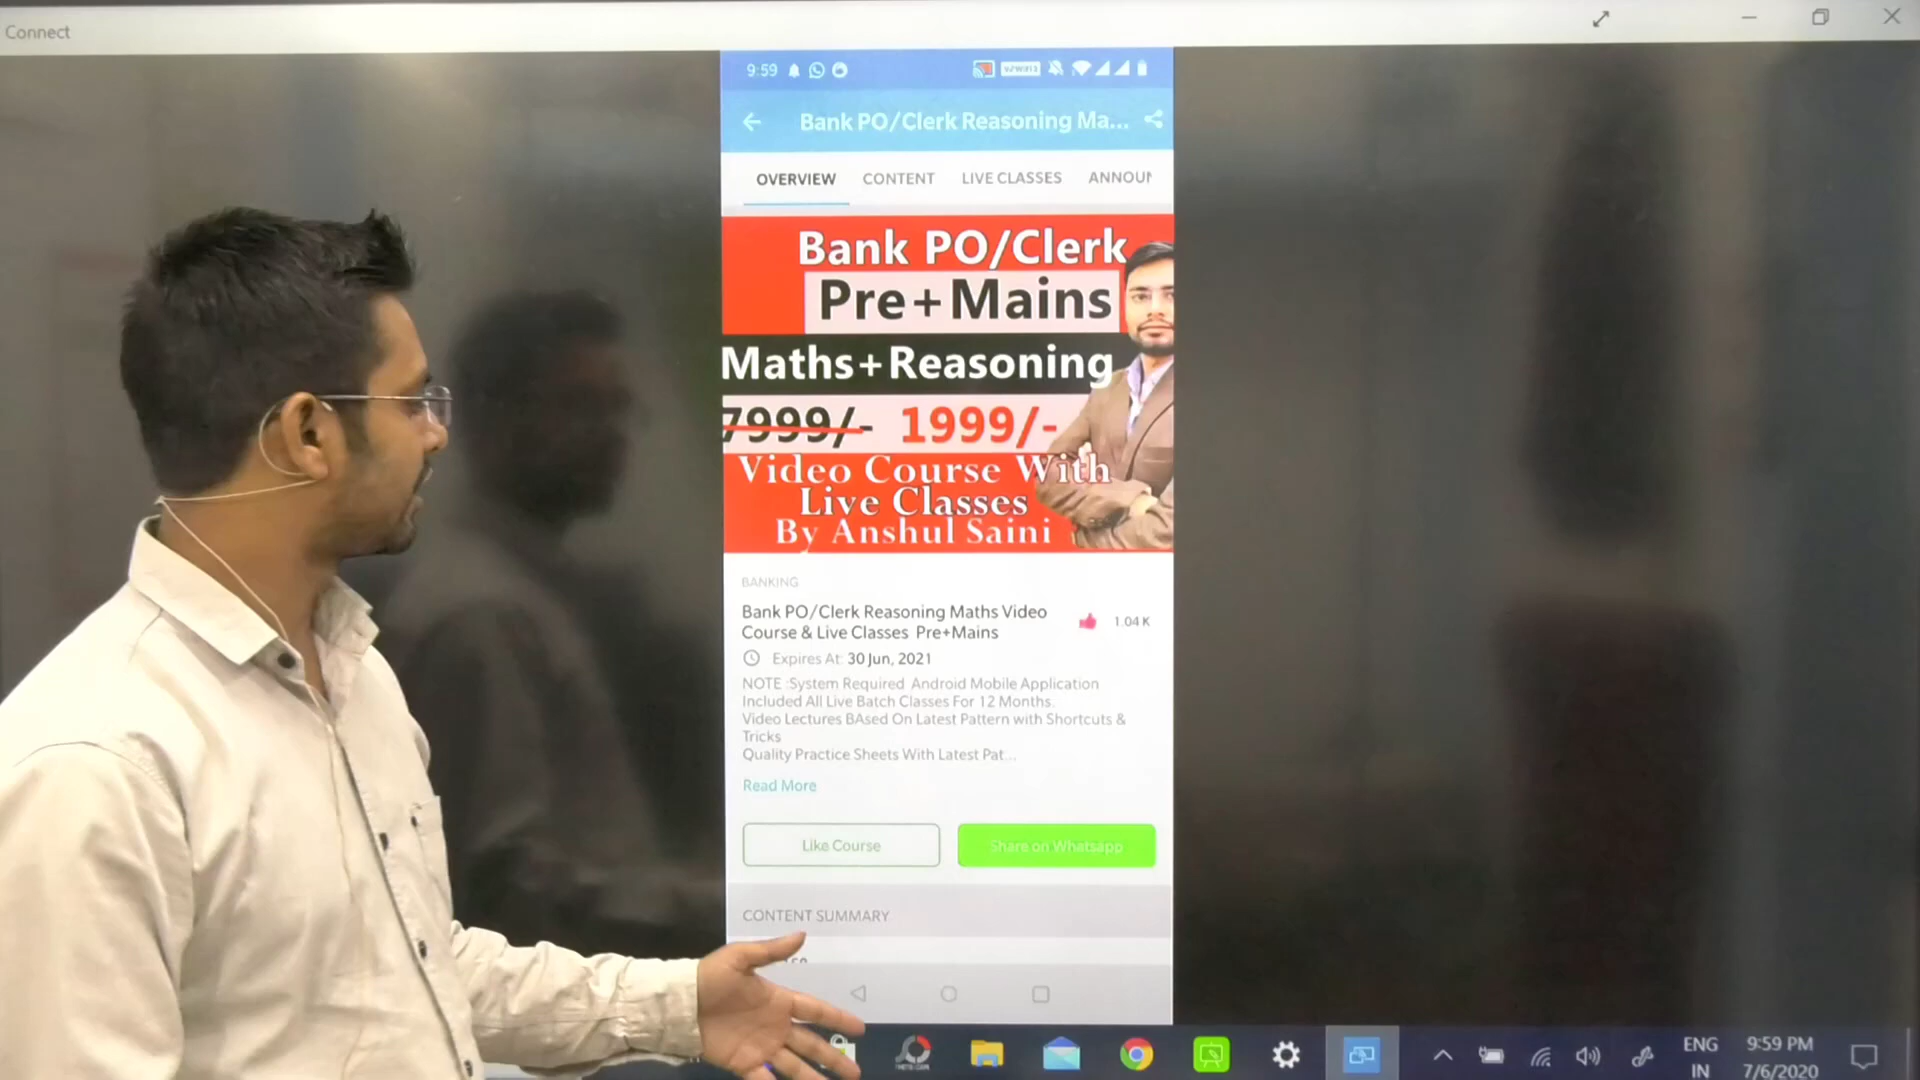 Connect
9:59
Bank PO/Clerk Reasoning Ma...
OVERVIEW CONTENT LIVE CLASSES ANNOUN
Bank PO/Clerk
Pre+Mains
Maths+Reasoning
7999/- 1999/-
Video Course With
Live Classes
By Anshul Saini
BANKING
Bank PO/Clerk Reasoning Maths Video
Course & Live Classes Pre+Mains
1.04 K
Expires At: 30 Jun, 2021
NOTE :System Required Android Mobile Application
Included All Live Batch Classes For 12 Months.
Video Lectures BAsed On Latest Pattern with Shortcuts &
Tricks
Quality Practice Sheets With Latest Pat...
Read More
Like Course
Share on Whatsapp
CONTENT SUMMARY
ENG
IN
9:59 PM
7/6/2020